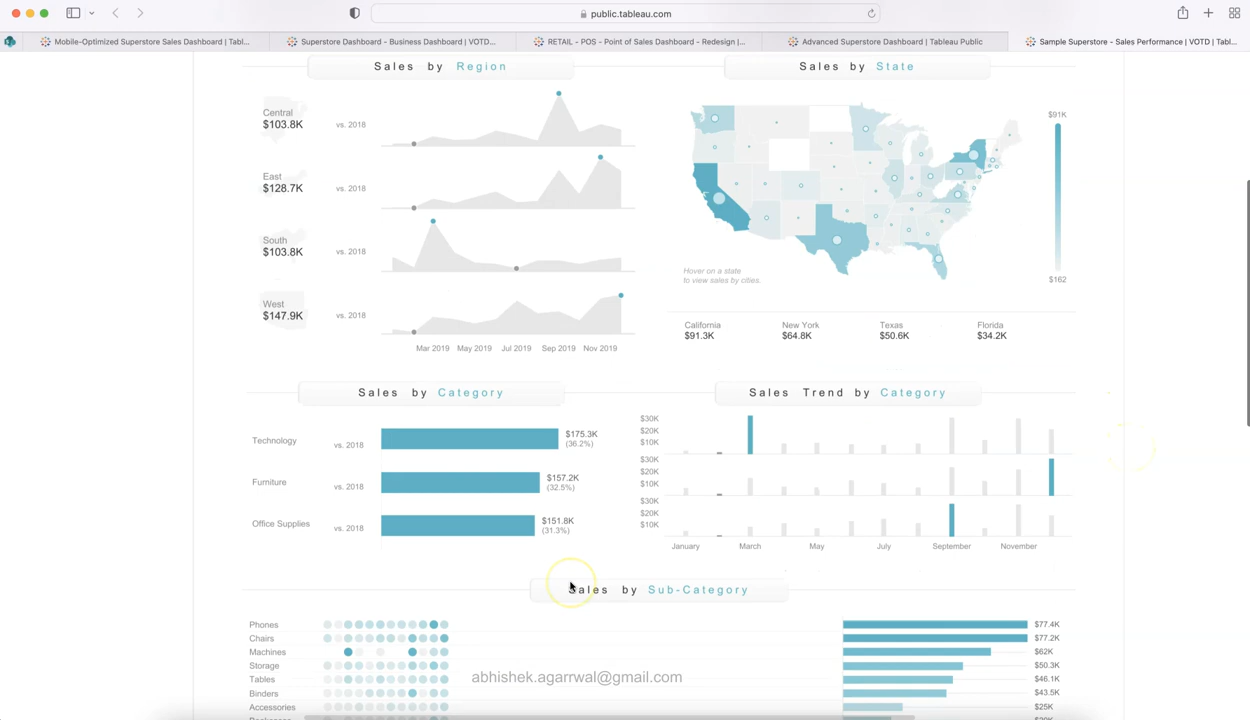 public.tableau.com
Mobile-Optimized Superstore Sales Dashboard | Tabl...
Superstore Dashboard - Business Dashboard | VOTD...
RETAIL - POS - Point of Sales Dashboard - Redesign |...
Advanced Superstore Dashboard | Tableau Public
Sample Superstore - Sales Performance | VOTD | Tabl...
Sales by Region
Central
$103.8K
vs. 2018
East
$128.7K
vs. 2018
South
$103.8K
vs. 2018
West
$147.9K
vs. 2018
Mar 2019 May 2019 Jul 2019 Sep 2019 Nov 2019
Sales by State
$91K
$162
Hover on a state
to view sales by cities.
California New York Texas Florida
$91.3K $64.8K $50.6K $34.2K
Sales by Category
Technology vs. 2018 $175.3K
(36.2%)
Furniture vs. 2018 $157.2K
(32.5%)
Office Supplies vs. 2018 $151.8K
(31.3%)
Sales Trend by Category
$30K
$20K
$10K
$30K
$20K
$10K
$30K
$20K
$10K
January March May July September November
Sales by Sub-Category
Phones $77.4K
Chairs $77.2K
Machines $62K
Storage $50.3K
Tables $46.1K
Binders $43.5K
Accessories $25K
abhishek.agarrwal@gmail.com